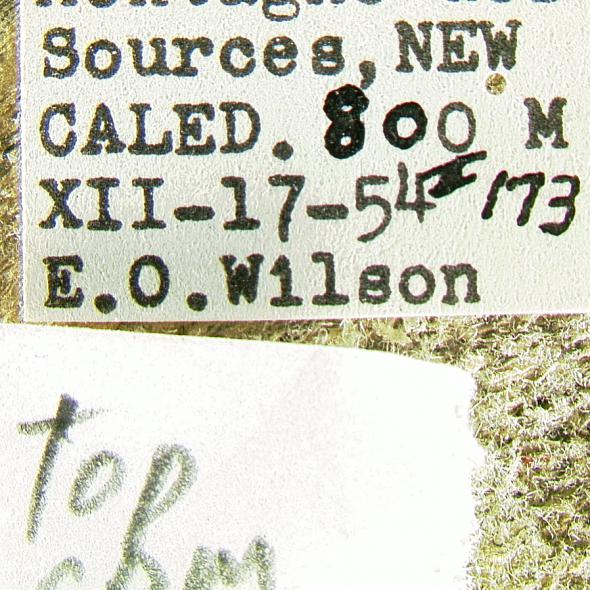 Sources, NEW
CALED. 800 M
XII-17-54 #173
E.O.Wilson
top